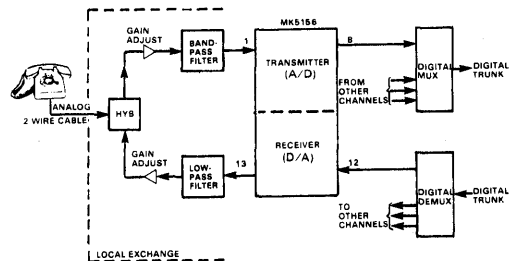 MK5156
GAIN
ADJUST
BAND-
PASS
FILTER
1
TRANSMITTER
(A/D)
8
DIGITAL
MUX
DIGITAL
TRUNK
FROM
OTHER
CHANNELS
ANALOG
2 WIRE CABLE
HYB
GAIN
ADJUST
LOW-
PASS
FILTER
13
RECEIVER
(D/A)
12
DIGITAL
DEMUX
DIGITAL
TRUNK
TO
OTHER
CHANNELS
LOCAL EXCHANGE